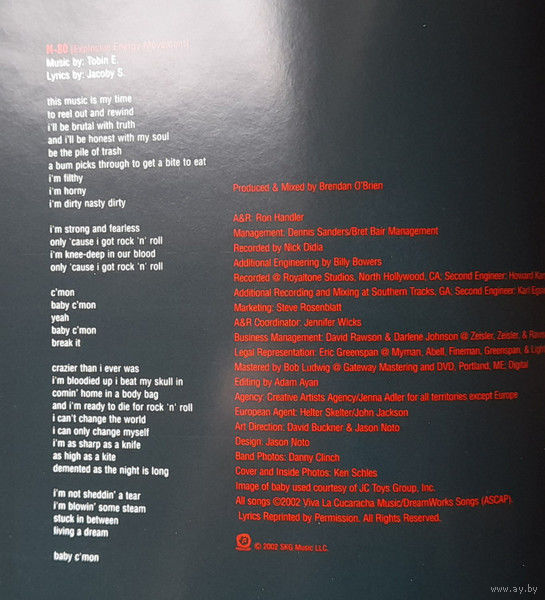 M-80 (Explosive Energy Movement)
Music by: Tobin E.
Lyrics by: Jacoby S.

this music is my time
to reel out and rewind
i'll be brutal with truth
and i'll be honest with my soul
be the pile of trash
a bum picks through to get a bite to eat
i'm filthy
i'm horny
i'm dirty nasty dirty

i'm strong and fearless
only 'cause i got rock 'n' roll
i'm knee-deep in our blood
only 'cause i got rock 'n' roll

c'mon
baby c'mon
yeah
baby c'mon
break it

crazier than i ever was
i'm bloodied up i beat my skull in
comin' home in a body bag
and i'm ready to die for rock 'n' roll
i can't change the world
i can only change myself
i'm as sharp as a knife
as high as a kite
demented as the night is long

i'm not sheddin' a tear
i'm blowin' some steam
stuck in between
living a dream

baby c'mon

Produced & Mixed by Brendan O'Brien

A&R: Ron Handler
Management: Dennis Sanders/Bret Bair Management
Recorded by Nick Didia
Additional Engineering by Billy Bowers
Recorded @ Royaltone Studios, North Hollywood, CA; Second Engineer: Howard
Additional Recording and Mixing at Southern Tracks, GA; Second Engineer: Karl
Marketing: Steve Rosenblatt
A&R Coordinator: Jennifer Wicks
Business Management: David Rawson & Darlene Johnson @ Zeisler, Zeisler, &
Legal Representation: Eric Greenspan @ Myman, Abell, Fineman, Greenspan, &
Mastered by Bob Ludwig @ Gateway Mastering and DVD, Portland, ME; Digital
Editing by Adam Ayan
Agency: Creative Artists Agency/Jenna Adler for all territories except Europe
European Agent: Helter Skelter/John Jackson
Art Direction: David Buckner & Jason Noto
Design: Jason Noto
Band Photos: Danny Clinch
Cover and Inside Photos: Ken Schles
Image of baby used courtesy of JC Toys Group, Inc.
All songs ©2002 Viva La Cucaracha Music/DreamWorks Songs (ASCAP).
Lyrics Reprinted by Permission. All Rights Reserved.
© 2002 SKG Music LLC.
www.ay.by